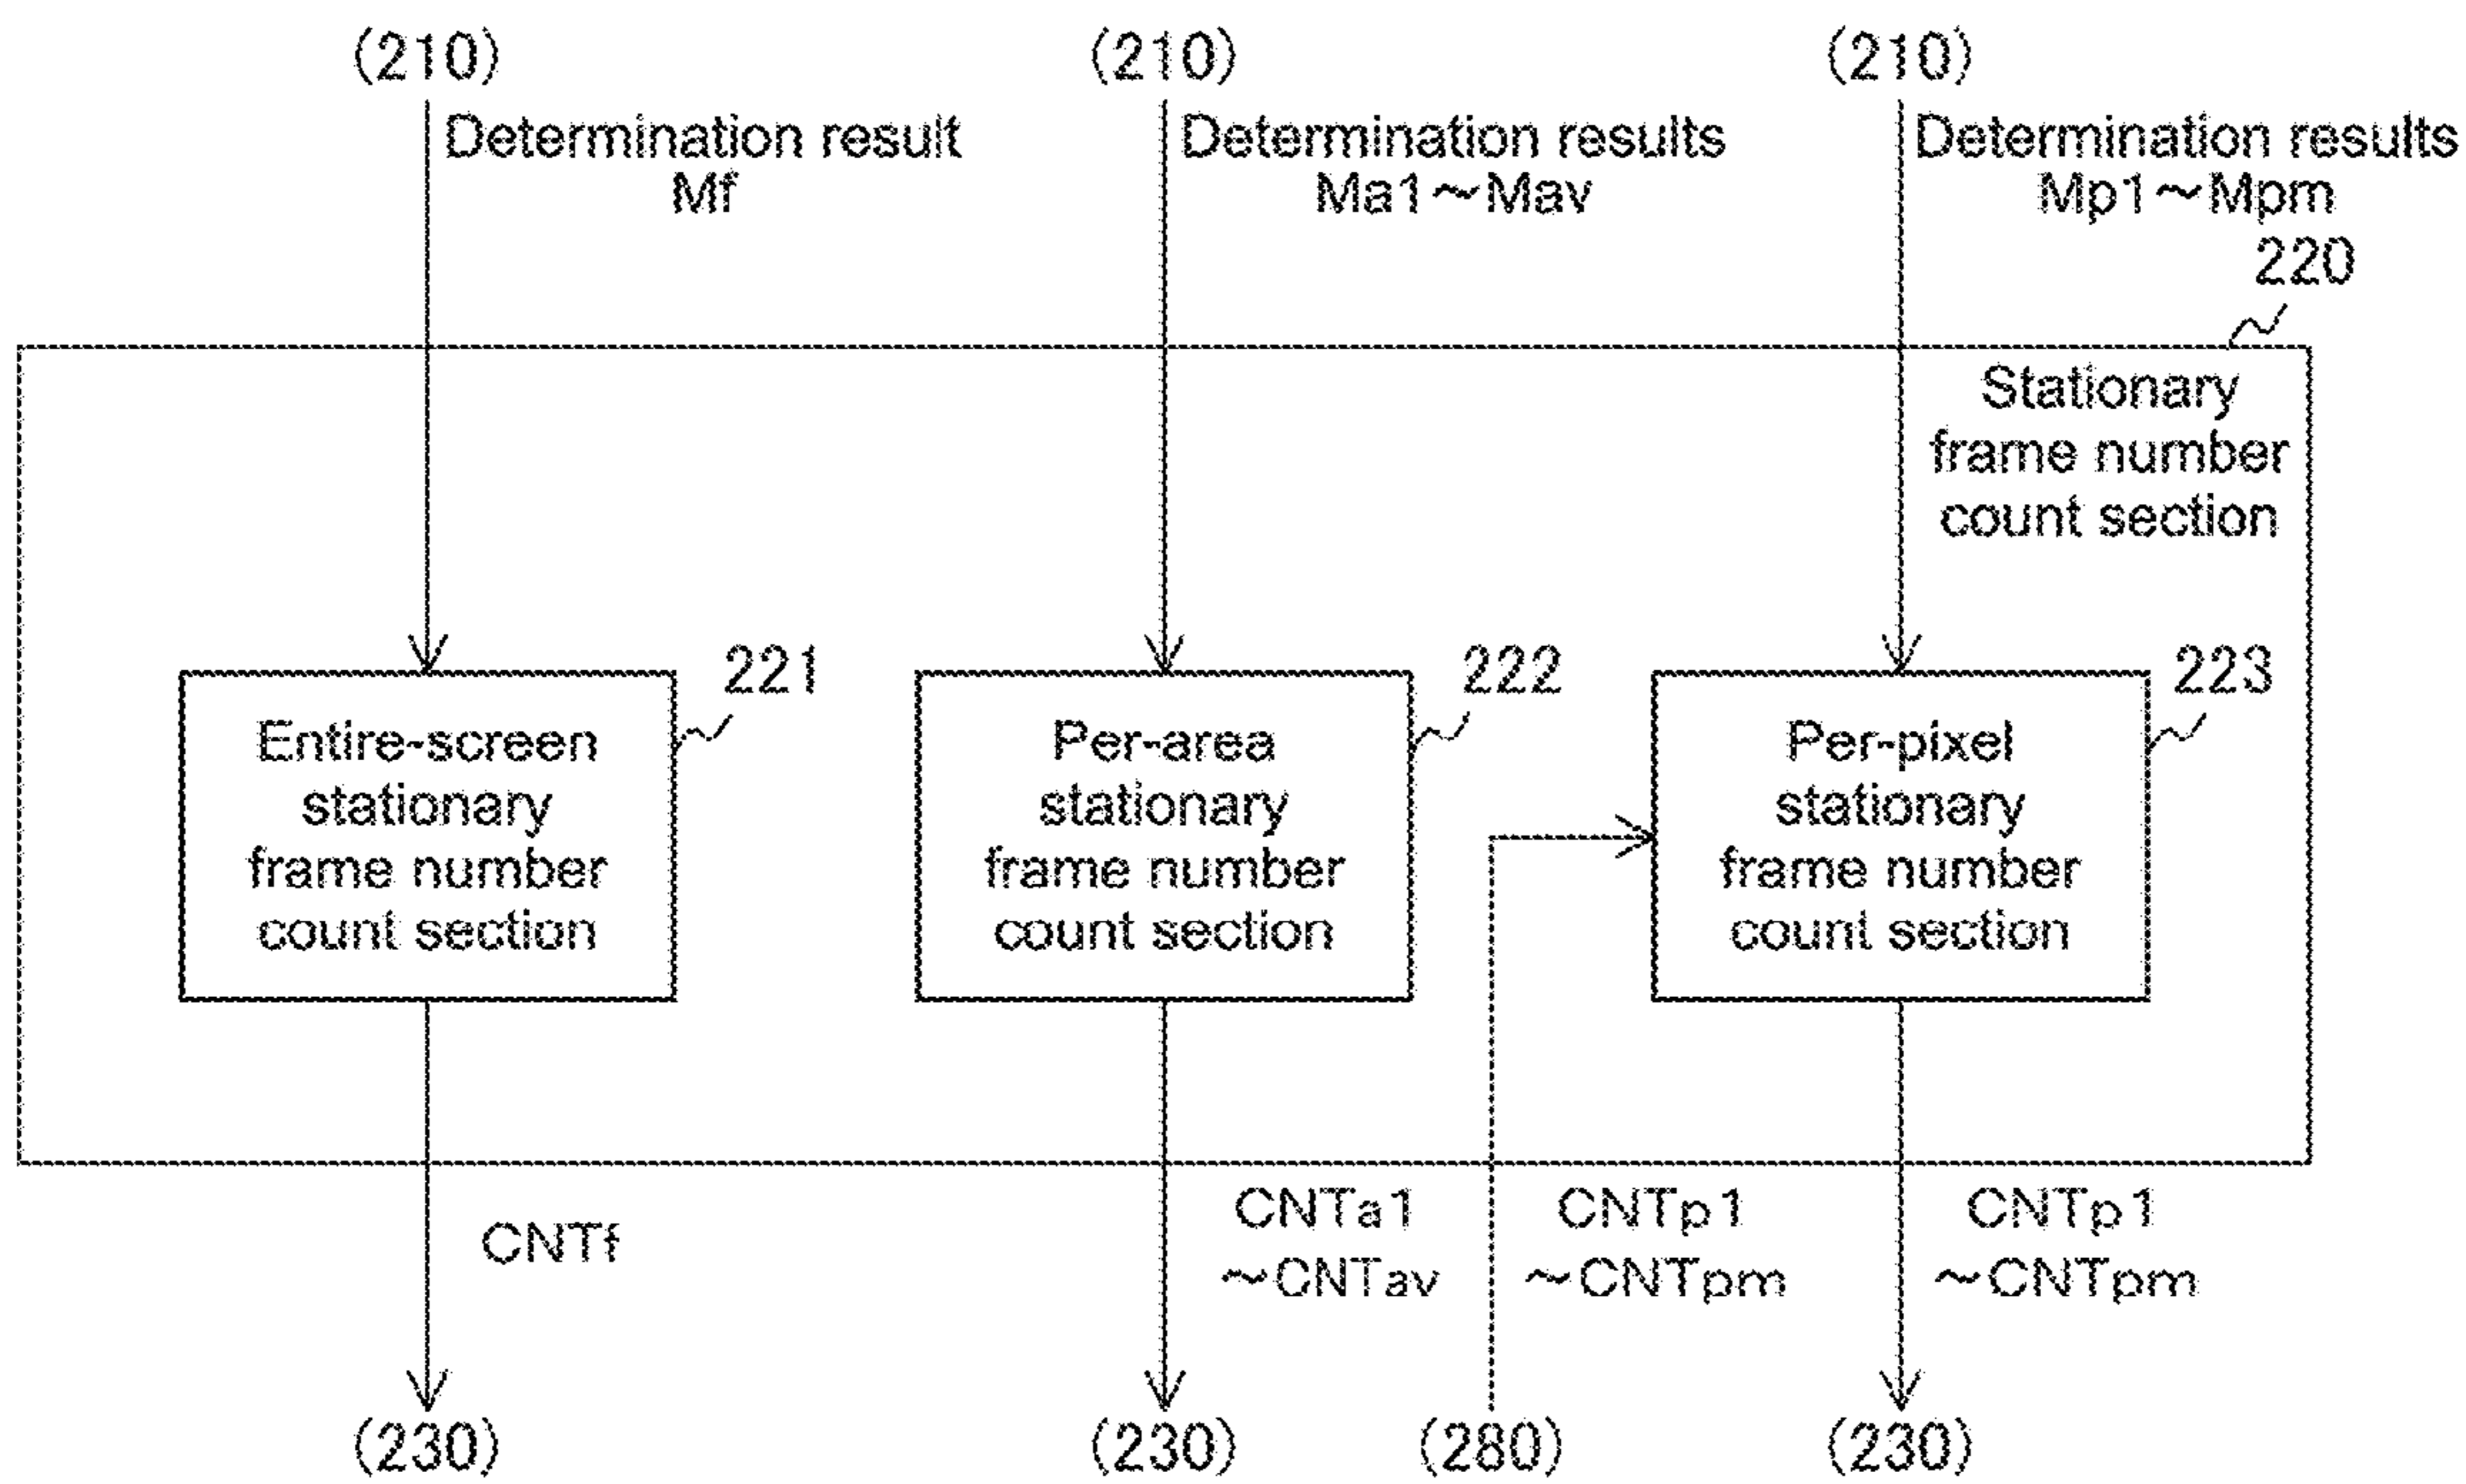 (210)
(210)
(210)
Determination result
Mf
Determination results
Ma1～Mav
Determination results
Mp1～Mpm
220
Stationary
frame number
count section
221
Entire-screen
stationary
frame number
count section
222
Per-area
stationary
frame number
count section
223
Per-pixel
stationary
frame number
count section
CNTf
CNTa1
～CNTav
CNTp1
～CNTpm
CNTp1
～CNTpm
(230)
(230)
(280)
(230)